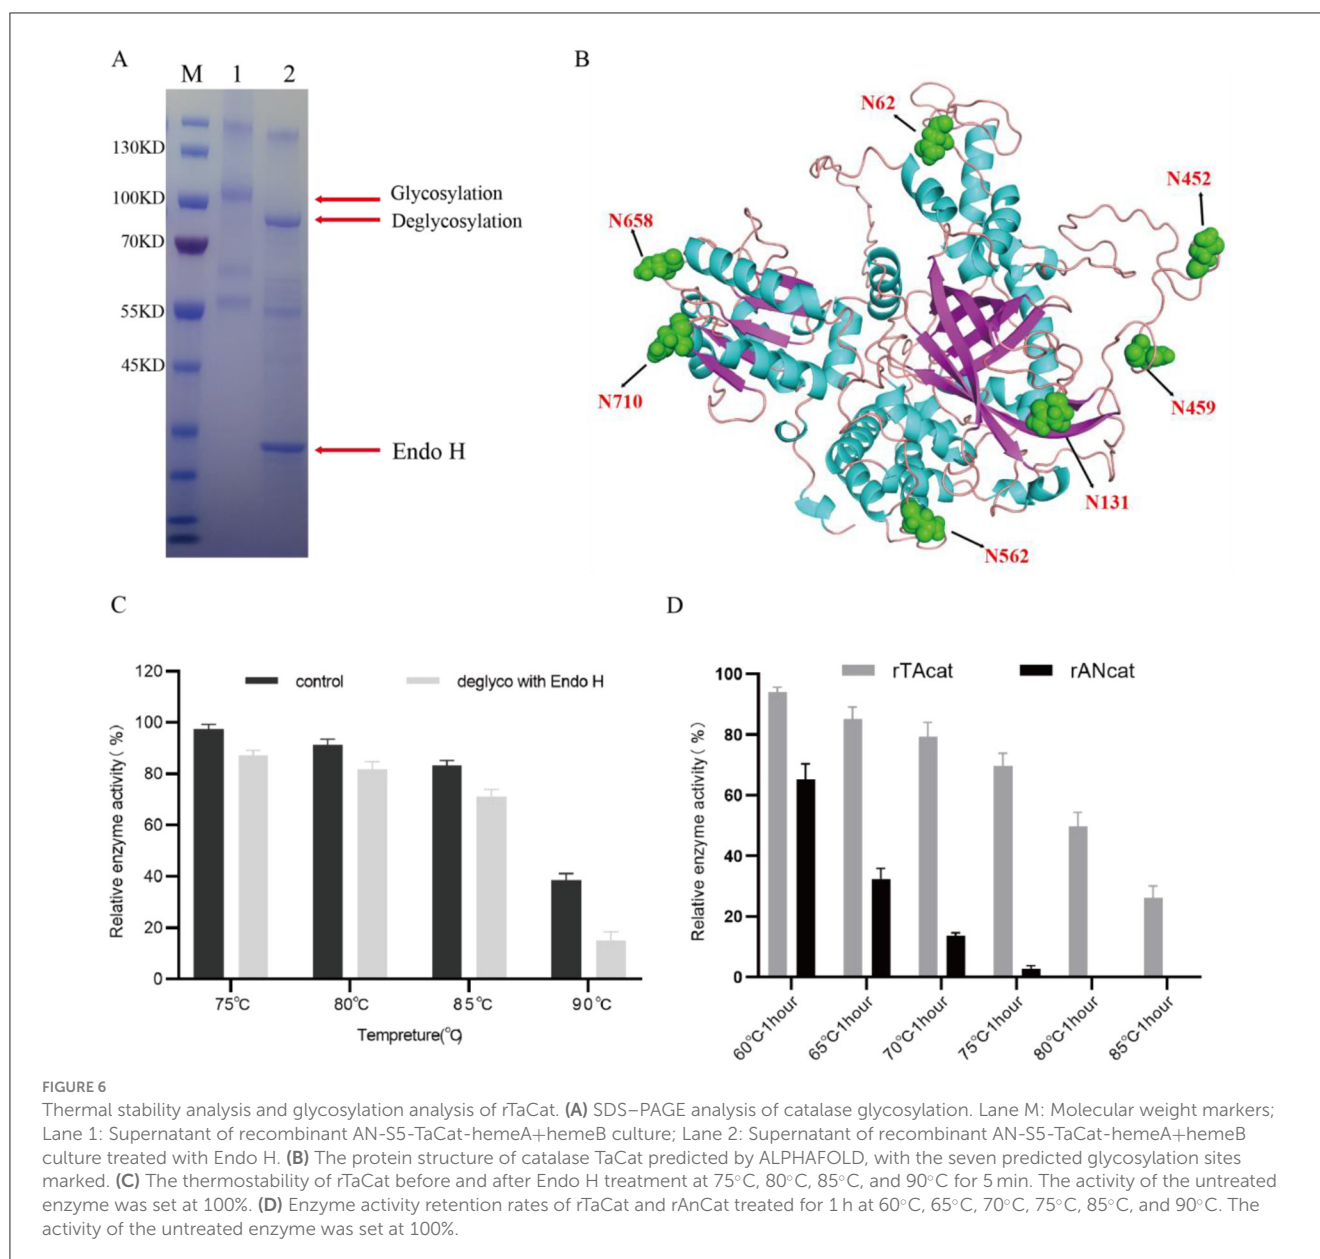 A
M 1 2
130KD
100KD
70KD
55KD
45KD
Glycosylation
Deglycosylation
Endo H
B
N62
N452
N658
N710
N459
N131
N562
C
120
100
80
60
40
20
0
Relative enzyme activity ( %)
control
deglyco with Endo H
75°C 80°C 85°C 90°C
Tempreture(°C)
D
100
80
60
40
20
0
Relative enzyme activity ( %)
rTAcat
rANcat
60°C-1hour
65°C-1hour
70°C-1hour
75°C-1hour
80°C-1hour
85°C-1hour
FIGURE 6
Thermal stability analysis and glycosylation analysis of rTaCat. (A) SDS–PAGE analysis of catalase glycosylation. Lane M: Molecular weight markers;
Lane 1: Supernatant of recombinant AN-S5-TaCat-hemeA+hemeB culture; Lane 2: Supernatant of recombinant AN-S5-TaCat-hemeA+hemeB
culture treated with Endo H. (B) The protein structure of catalase TaCat predicted by ALPHAFOLD, with the seven predicted glycosylation sites
marked. (C) The thermostability of rTaCat before and after Endo H treatment at 75°C, 80°C, 85°C, and 90°C for 5 min. The activity of the untreated
enzyme was set at 100%. (D) Enzyme activity retention rates of rTaCat and rAnCat treated for 1 h at 60°C, 65°C, 70°C, 75°C, 85°C, and 90°C. The
activity of the untreated enzyme was set at 100%.